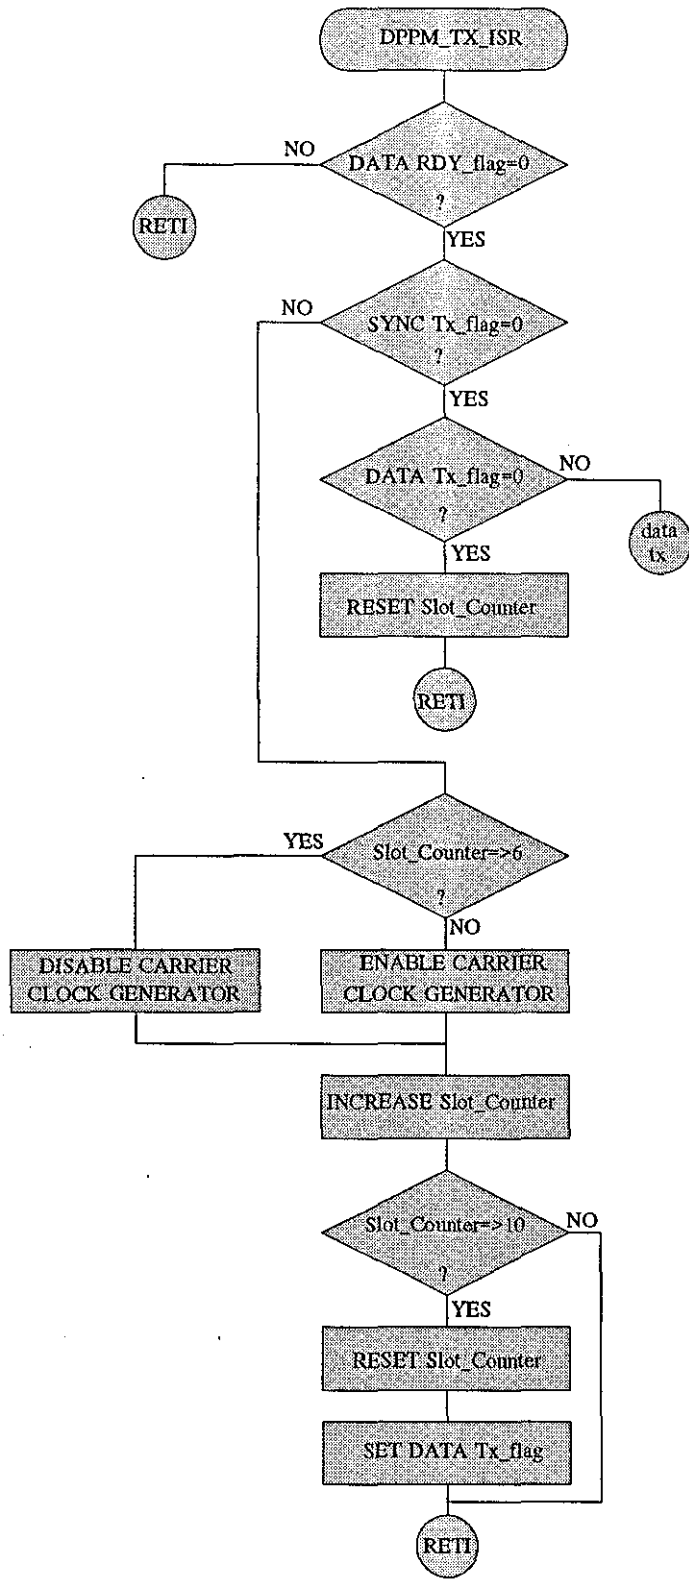 DPPM_TX_ISR
NO
DATA RDY_flag=0
?
RETI
YES
NO
SYNC Tx_flag=0
?
YES
DATA Tx_flag=0
NO
?
data
tx
YES
RESET Slot_Counter
RETI
YES
Slot_Counter=>6
?
NO
DISABLE CARRIER
CLOCK GENERATOR
ENABLE CARRIER
CLOCK GENERATOR
INCREASE Slot_Counter
Slot_Counter=>10
NO
?
YES
RESET Slot_Counter
SET DATA Tx_flag
RETI